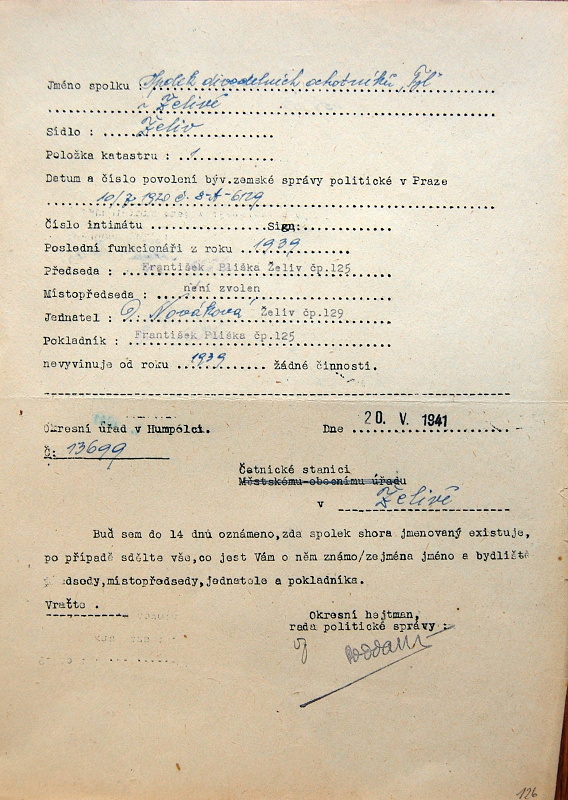 Jméno spolku : Spolek divadelních ochotníků „Tyl"
v Želivě
Sídlo : Želiv
Položka katastru : 1
Datum a číslo povolení býv.zemské správy politické v Praze
10/7. 1920 č. 8-A-6129
Číslo intimátu ........ Sign:
Poslední funkcionáři z roku 1939
Předseda : František Pliška Želiv čp.125
Místopředseda : není zvolen
Jednatel : Nováková Želiv čp.129
Pokladník : František Pliška čp.125
nevyvinuje od roku 1939 žádné činnosti.
Okresní úřad v Humpolci. Dne 20. V. 1941
Č: 13699
Četnické stanici
Městskému-obecnímu úřadu
v Želivě
Buď sem do 14 dnů oznámeno,zda spolek shora jmenovaný existuje,
po případě sdělte vše,co jest Vám o něm známo/zejména jméno a bydliště
předsedy,místopředsedy,jednatele a pokladníka.
Vraťte .
Okresní hejtman,
rada politické správy :
126